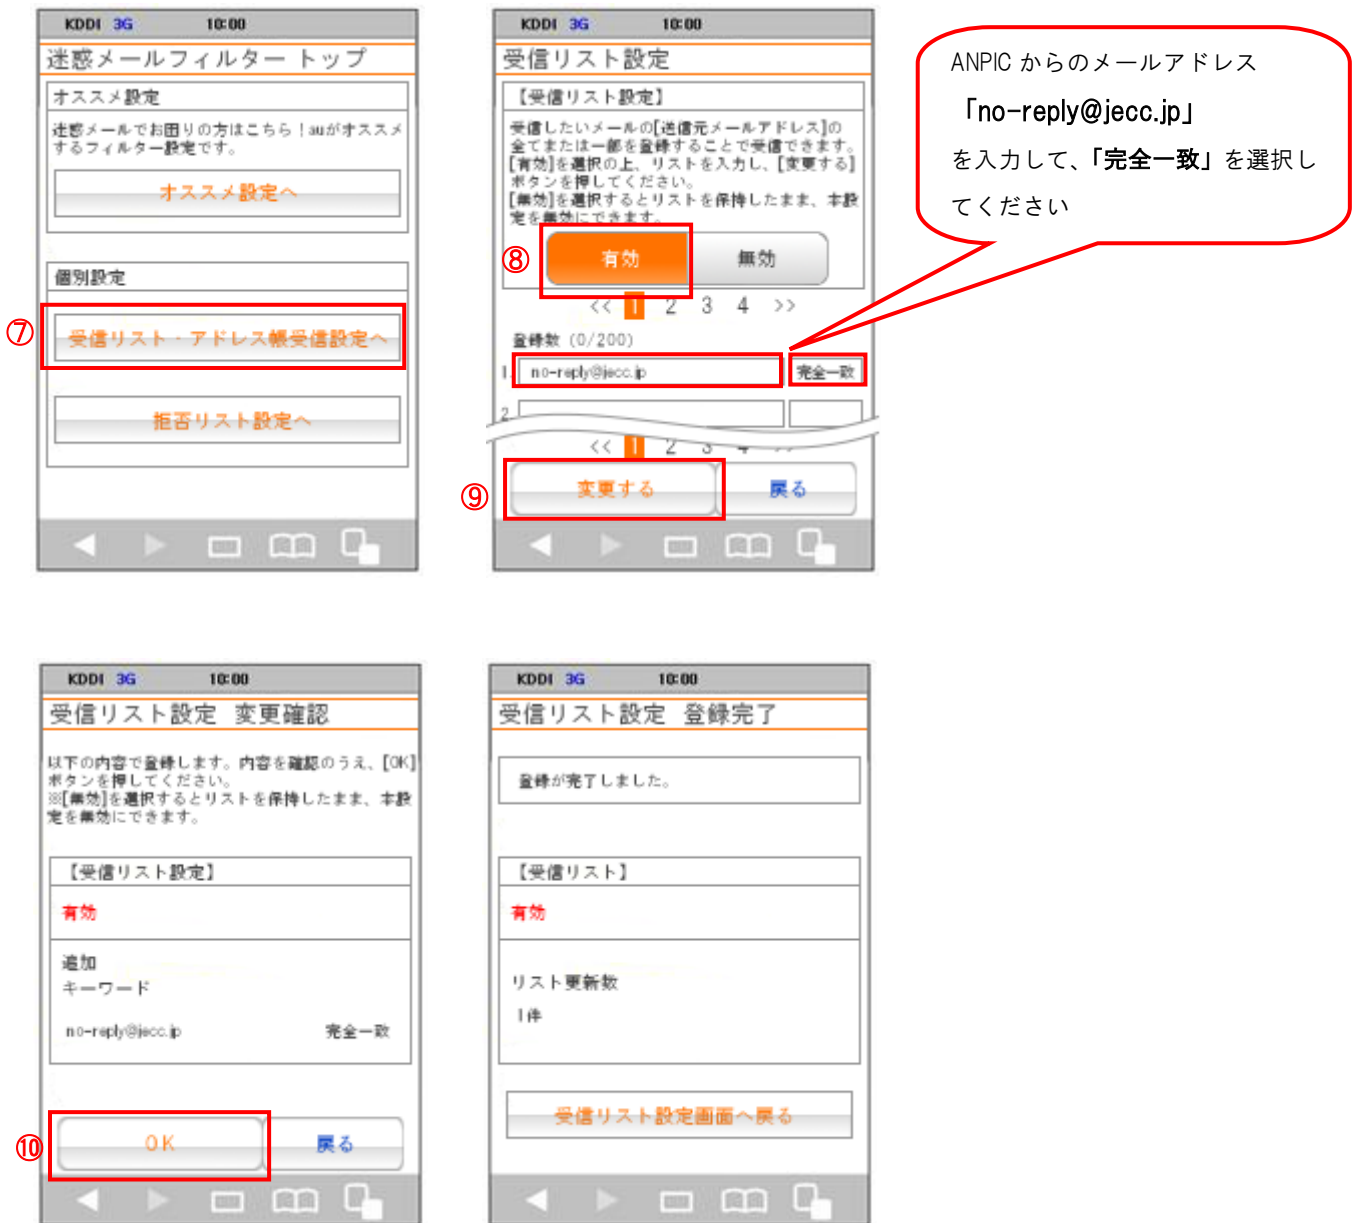 KDDI 3G 10:00
迷惑メールフィルター トップ
オススメ設定
迷惑メールでお困りの方はこちら！auがオススメ
するフィルター設定です。
オススメ設定へ
個別設定
⑦
受信リスト・アドレス帳受信設定へ
拒否リスト設定へ
KDDI 3G 10:00
受信リスト設定
【受信リスト設定】
受信したいメールの[送信元メールアドレス]の
全てまたは一部を登録することで受信できます。
[有効]を選択の上、リストを入力し、[変更する]
ボタンを押してください。
[無効]を選択するとリストを保持したまま、本設
定を無効にできます。
⑧
有効 無効
<< 1 2 3 4 >>
登録数 (0/200)
1. no-reply@jecc.jp 完全一致
2.
<< 1 2 3 4 >>
⑨
変更する 戻る
ANPIC からのメールアドレス
「no-reply@jecc.jp」
を入力して、「完全一致」を選択し
てください
KDDI 3G 10:00
受信リスト設定 変更確認
以下の内容で登録します。内容を確認のうえ、[OK]
ボタンを押してください。
※[無効]を選択するとリストを保持したまま、本設
定を無効にできます。
【受信リスト設定】
有効
追加
キーワード
no-reply@jecc.jp 完全一致
⑩
OK 戻る
KDDI 3G 10:00
受信リスト設定 登録完了
登録が完了しました。
【受信リスト】
有効
リスト更新数
1件
受信リスト設定画面へ戻る